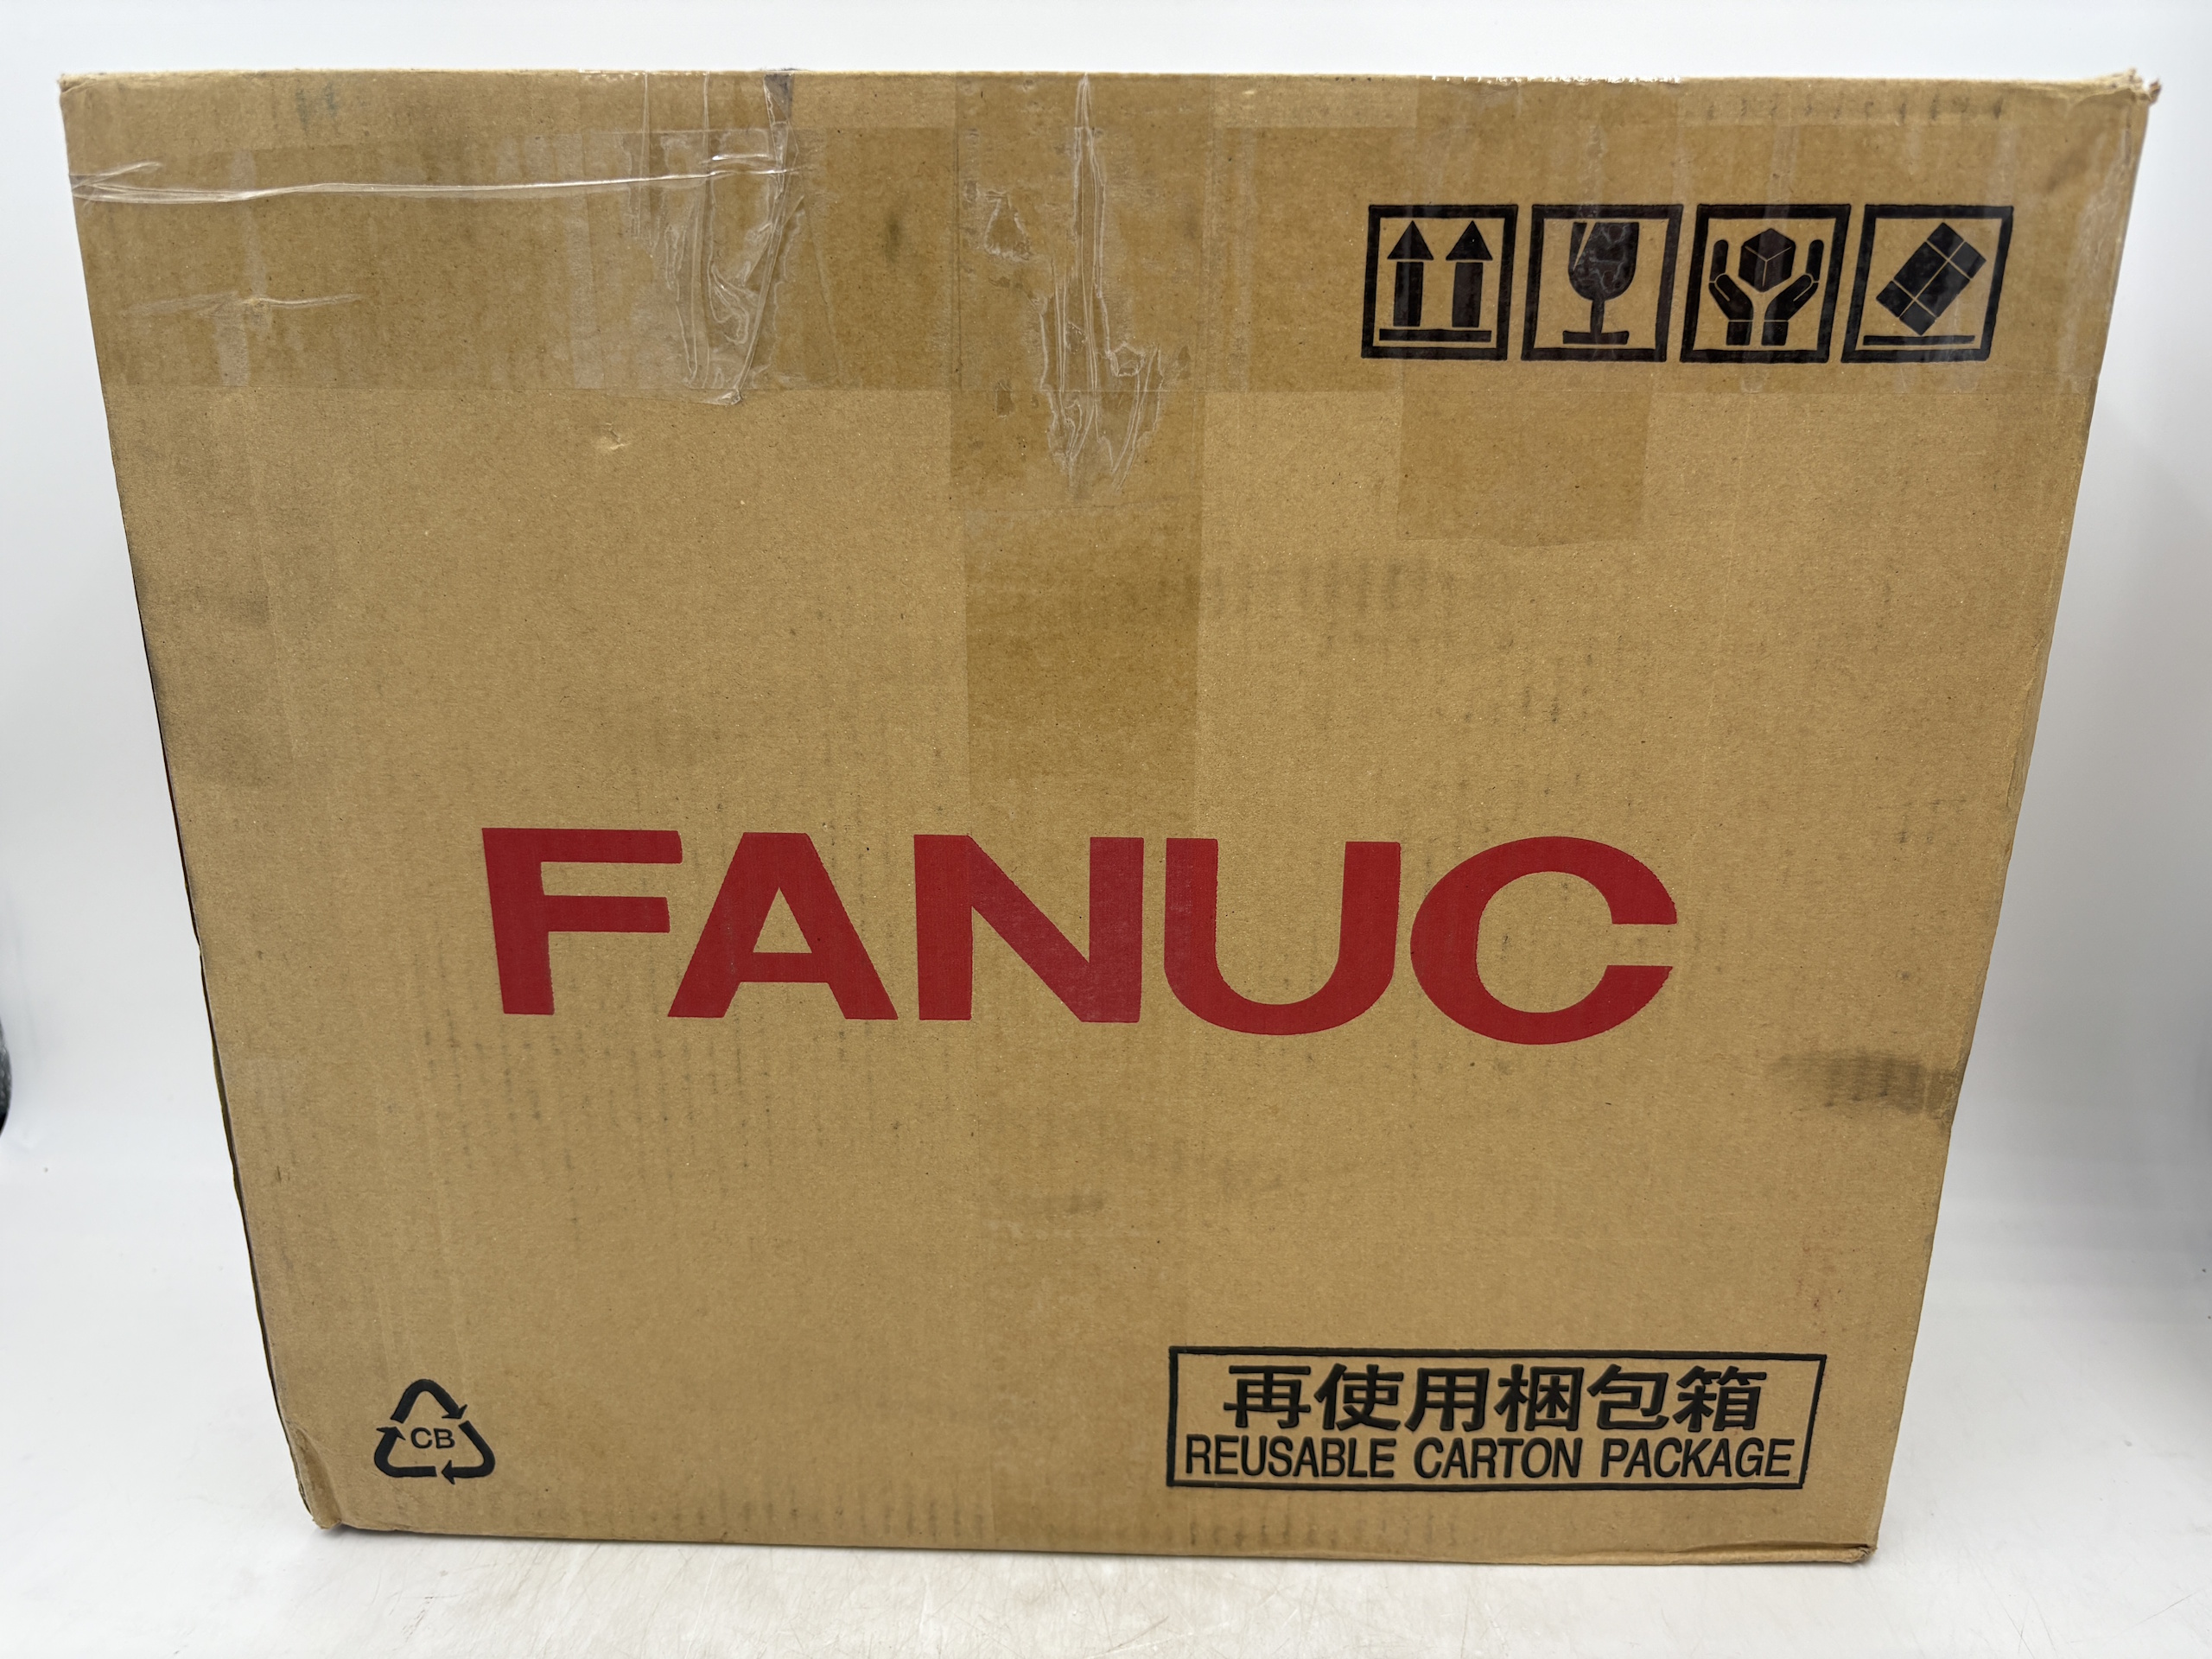 FANUC
CB
再使用梱包箱
REUSABLE CARTON PACKAGE